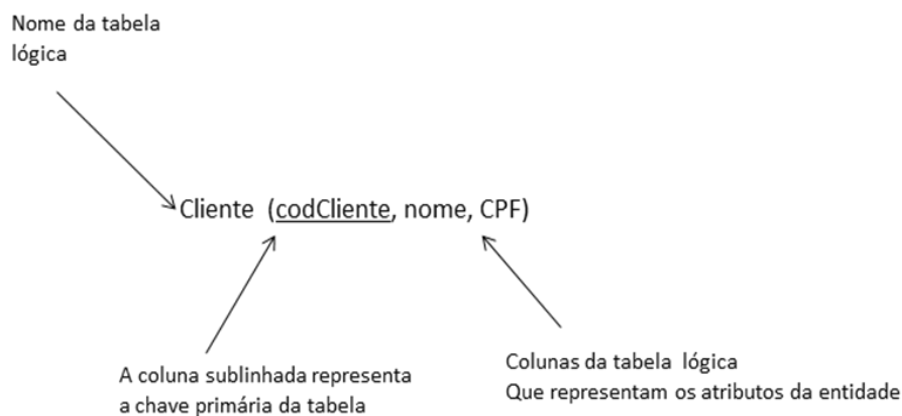 Nome da tabela
lógica
Cliente (codCliente, nome, CPF)
A coluna sublinhada representa
a chave primária da tabela
Colunas da tabela lógica
Que representam os atributos da entidade